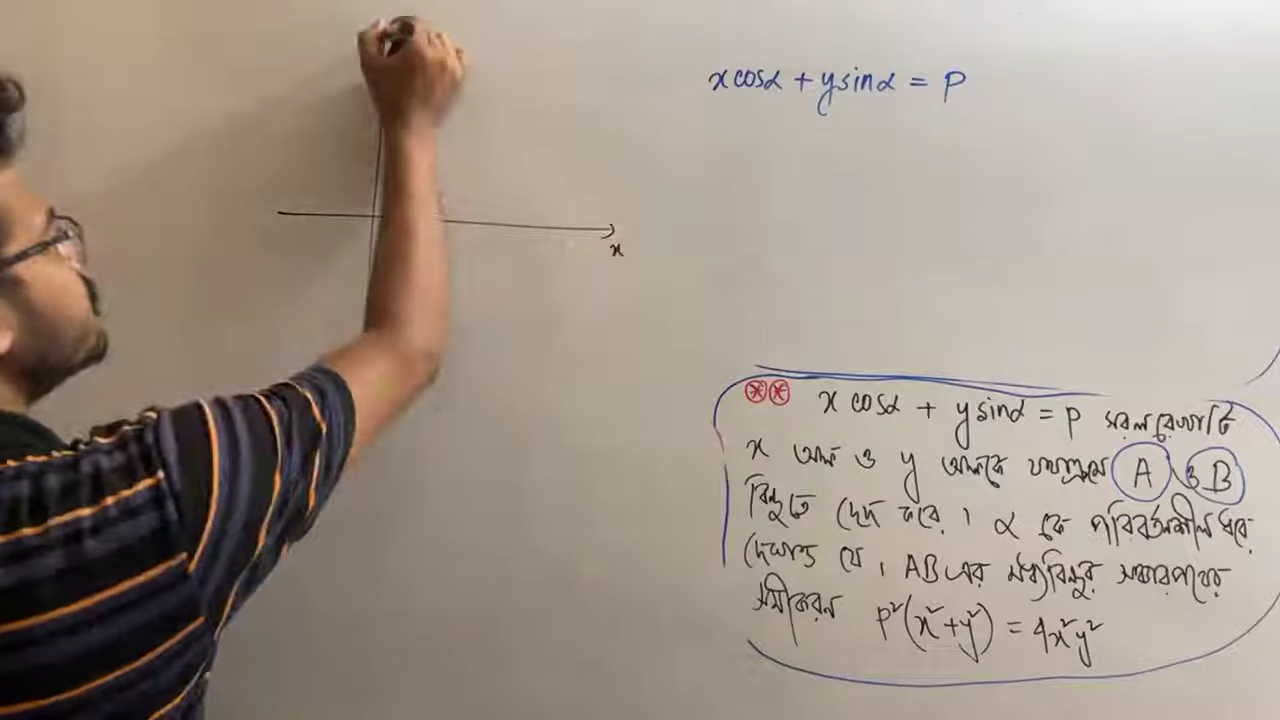 x cosα + y sinα = P
x
** x cosα + y sinα = P সরলরেখাটি
x অক্ষ ও y অক্ষকে যথাক্রমে A ও B
বিন্দুতে ছেদ করে। α কে পরিবর্তনশীল ধরে
দেখাও যে, AB এর মধ্যবিন্দুর সঞ্চারপথের
সমীকরণ P²(x²+y²) = 4x²y²